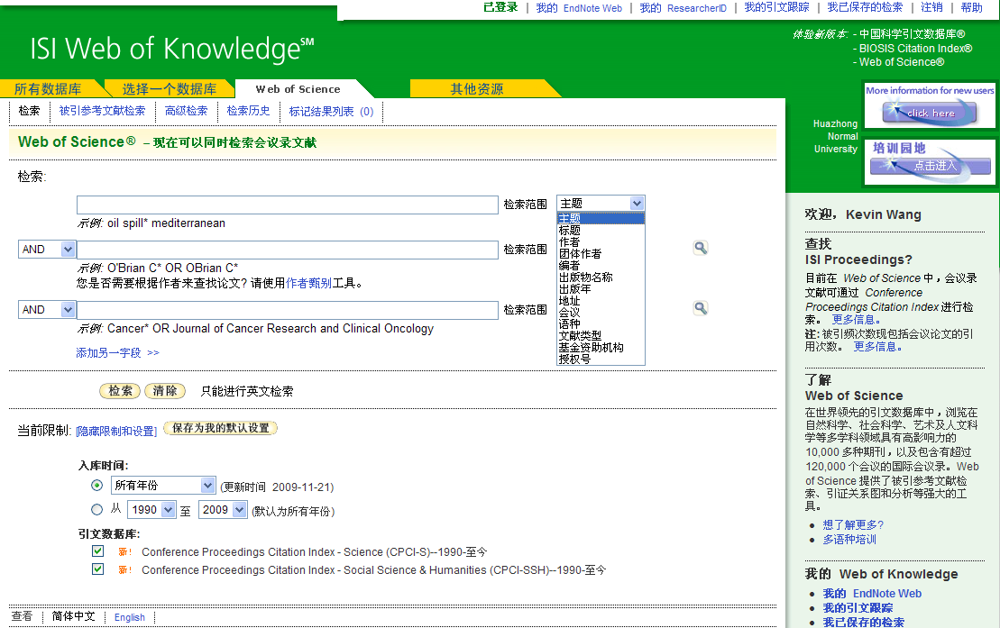 已登录 | 我的 EndNote Web | 我的 ResearcherID | 我的引文跟踪 | 我已保存的检索 | 注销 | 帮助
ISI Web of Knowledge℠
体验新版本: - 中国科学引文数据库®
- BIOSIS Citation Index®
- Web of Science®
所有数据库 选择一个数据库 Web of Science 其他资源
More information for new users
click here
检索 被引参考文献检索 高级检索 检索历史 标记结果列表 (0)
Huazhong
Normal
University
培训园地
点击进入
Web of Science® – 现在可以同时检索会议录文献
检索:
检索范围 主题
示例: oil spill* mediterranean
主题
标题
作者
团体作者
编者
出版物名称
出版年
地址
会议
语种
文献类型
基金资助机构
授权号
AND 检索范围
示例: O'Brian C* OR OBrian C*
您是否需要根据作者来查找论文? 请使用作者甄别工具。
AND 检索范围
示例: Cancer* OR Journal of Cancer Research and Clinical Oncology
添加另一字段 >>
检索 清除 只能进行英文检索
当前限制: [隐藏限制和设置] 保存为我的默认设置
入库时间:
所有年份 (更新时间 2009-11-21)
从 1990 至 2009 (默认为所有年份)
引文数据库:
新! Conference Proceedings Citation Index - Science (CPCI-S)--1990-至今
新! Conference Proceedings Citation Index - Social Science & Humanities (CPCI-SSH)--1990-至今
查看 | 简体中文 | English |
欢迎, Kevin Wang
查找
ISI Proceedings?
目前在 Web of Science 中，会议录
文献可通过 Conference
Proceedings Citation Index 进行检
索。 更多信息。
注: 被引频次数现包括会议论文的引
用次数。 更多信息。
了解
Web of Science
在世界领先的引文数据库中，浏览在
自然科学、社会科学、艺术及人文科
学等多学科领域具有高影响力的
10,000 多种期刊，以及包含有超过
120,000 个会议的国际会议录。Web
of Science 提供了被引参考文献检
索、引证关系图和分析等强大的工
具。
想了解更多?
多语种培训
我的 Web of Knowledge
我的 EndNote Web
我的引文跟踪
我已保存的检索